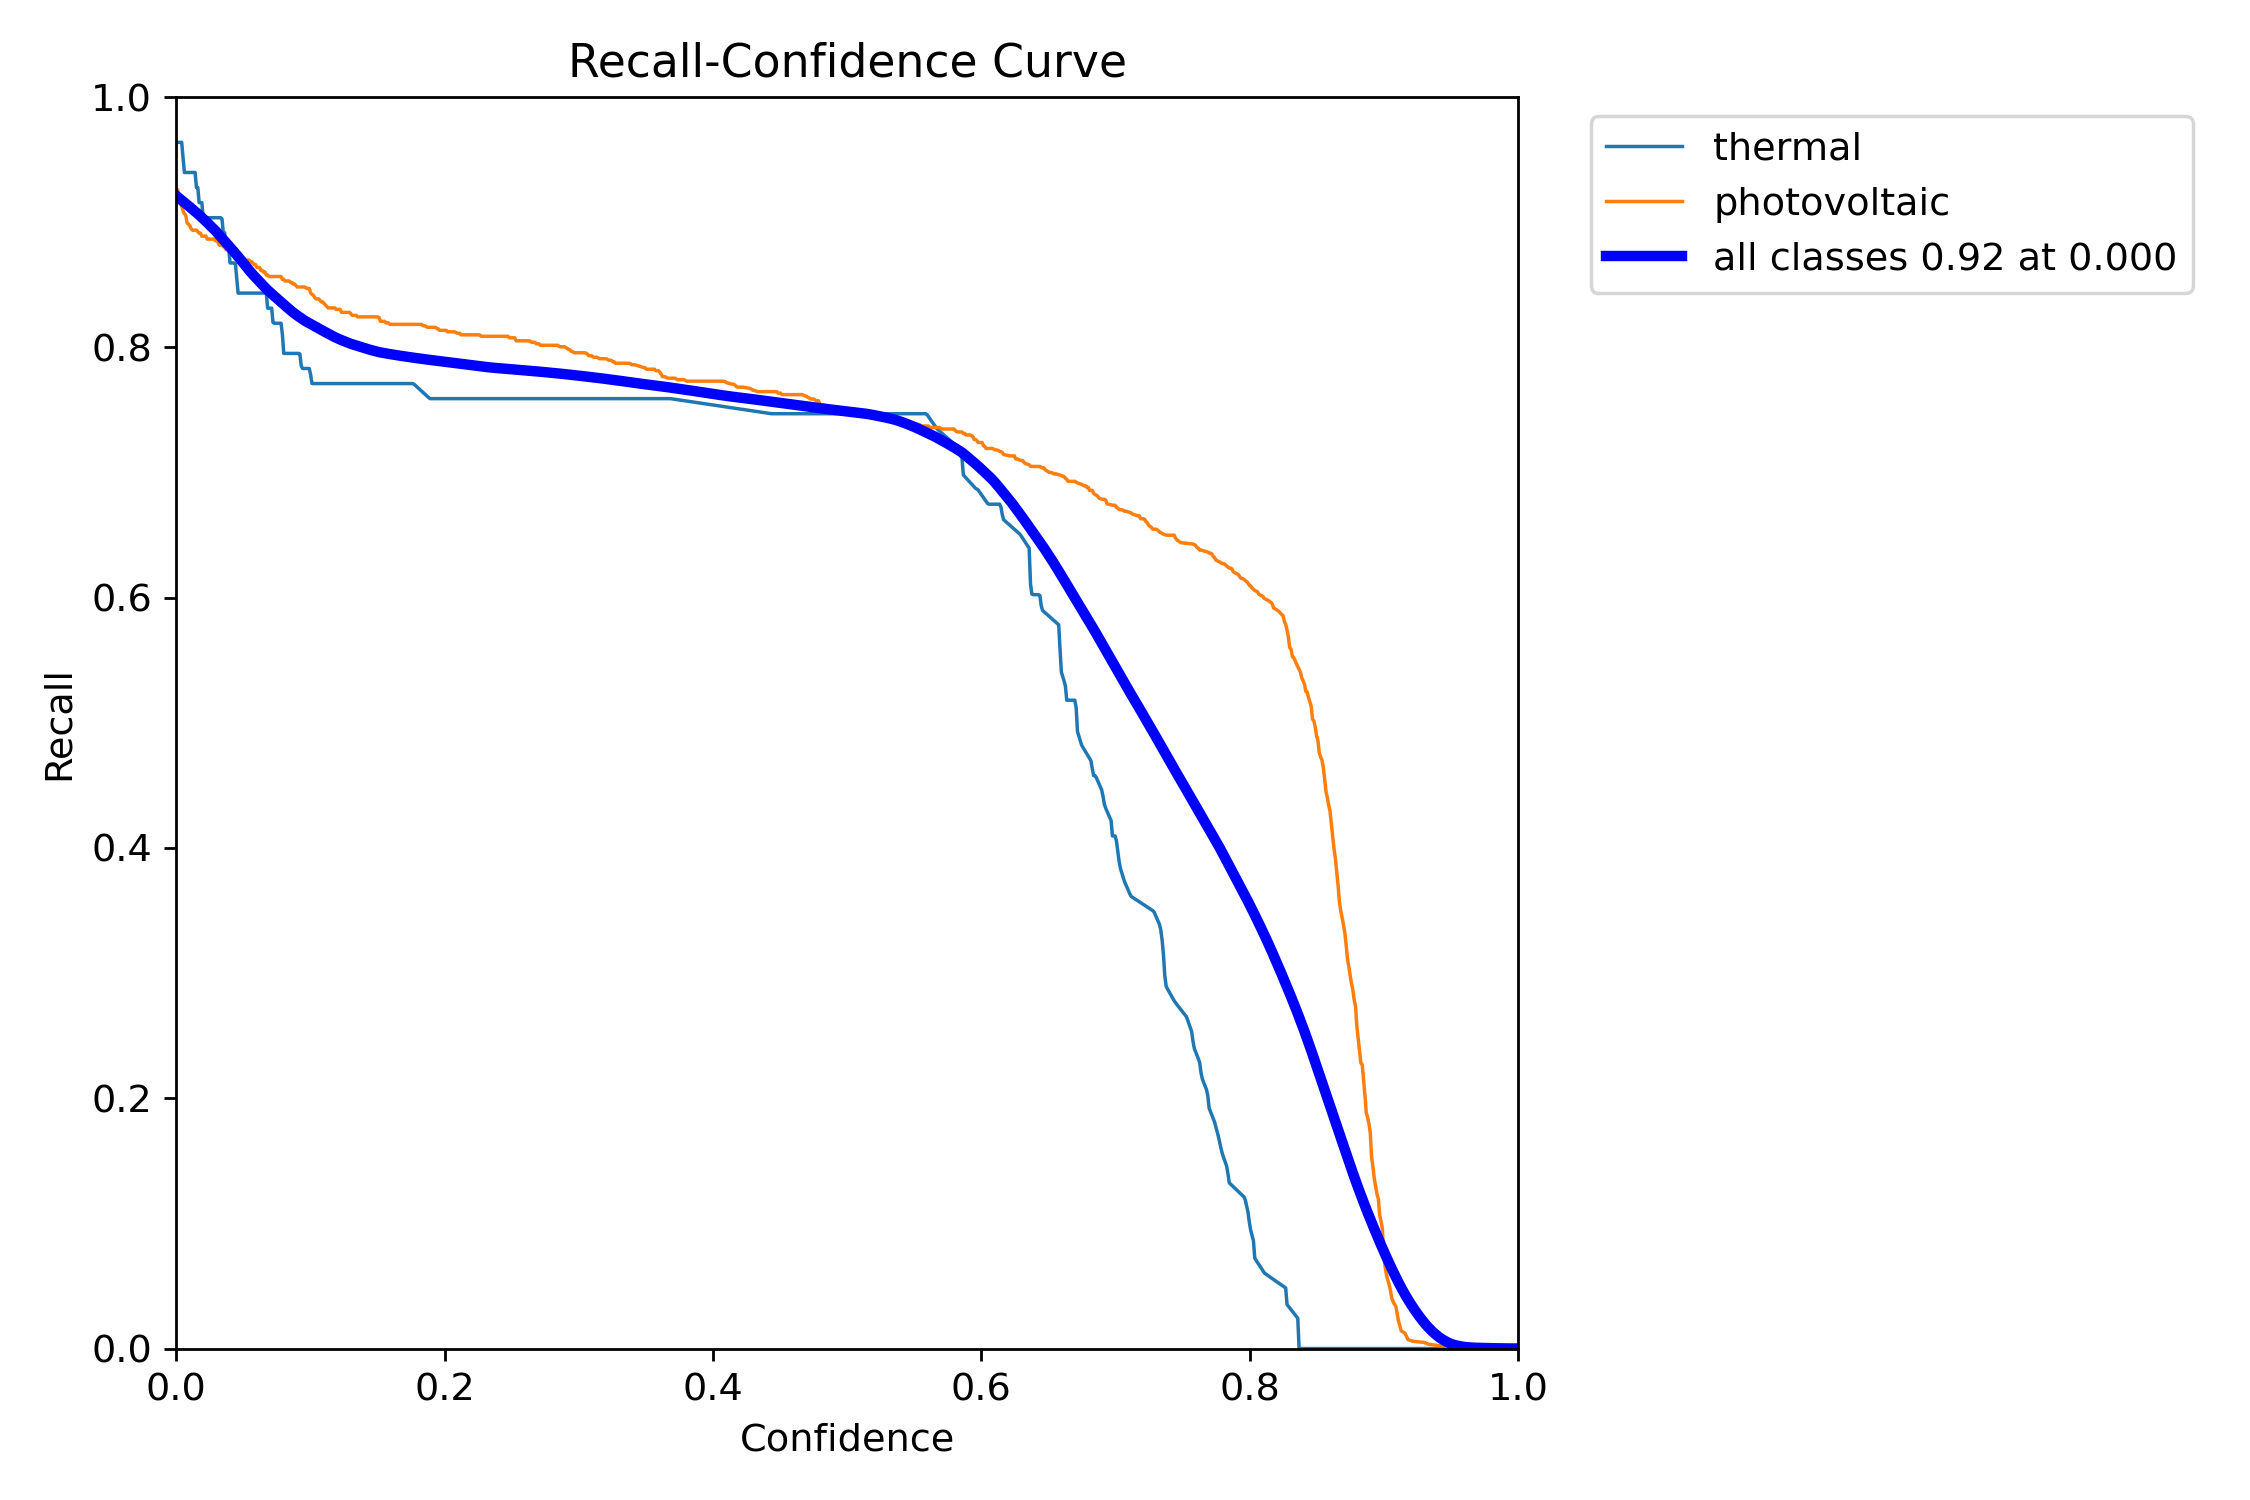 Recall-Confidence Curve
1.0
0.8
0.6
0.4
0.2
0.0
Recall
0.0 0.2 0.4 0.6 0.8 1.0
Confidence
thermal
photovoltaic
all classes 0.92 at 0.000